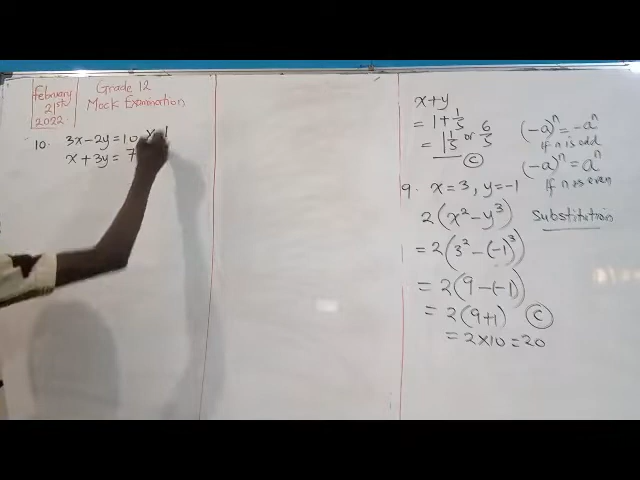 february
21st
2022
Grade 12
Mock Examination
10. 3x-2y=10 x 1
x+3y= 7
x+y
= 1+1/5
= 1 1/5 or 6/5
C
9. x=3, y=-1
2(x²-y³)
=2(3²-(-1)³)
=2(9-(-1))
= 2(9+1)
C
=2×10=20
(-a)ⁿ=-aⁿ
If n is odd
(-a)ⁿ=aⁿ
If n is even
Substitution